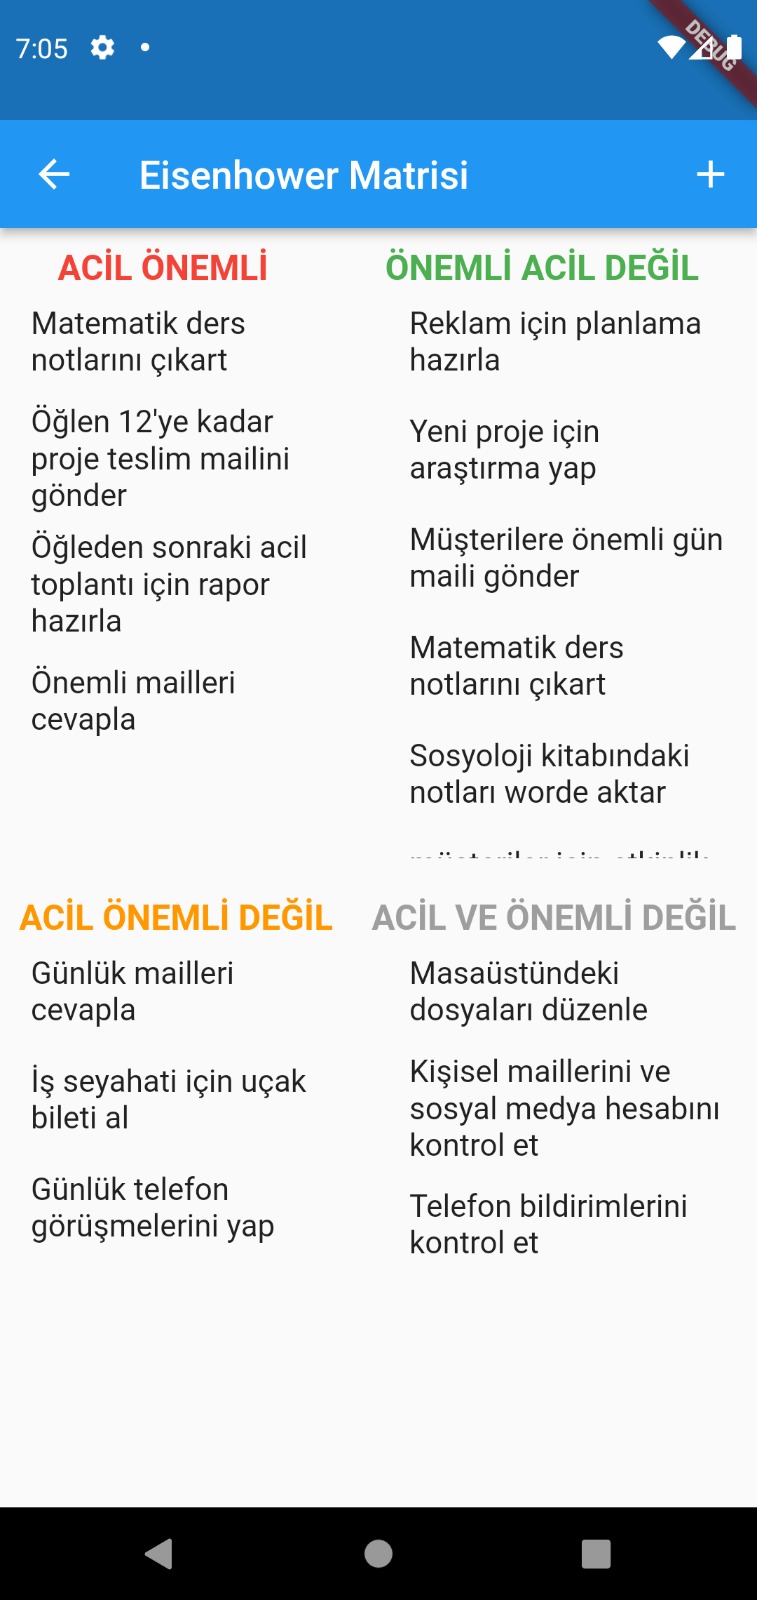 7:05
DEBUG
Eisenhower Matrisi
ACİL ÖNEMLİ
Matematik ders
notlarını çıkart
Öğlen 12'ye kadar
proje teslim mailini
gönder
Öğleden sonraki acil
toplantı için rapor
hazırla
Önemli mailleri
cevapla
ÖNEMLİ ACİL DEĞİL
Reklam için planlama
hazırla
Yeni proje için
araştırma yap
Müşterilere önemli gün
maili gönder
Matematik ders
notlarını çıkart
Sosyoloji kitabındaki
notları worde aktar
ACİL ÖNEMLİ DEĞİL
Günlük mailleri
cevapla
İş seyahati için uçak
bileti al
Günlük telefon
görüşmelerini yap
ACİL VE ÖNEMLİ DEĞİL
Masaüstündeki
dosyaları düzenle
Kişisel maillerini ve
sosyal medya hesabını
kontrol et
Telefon bildirimlerini
kontrol et